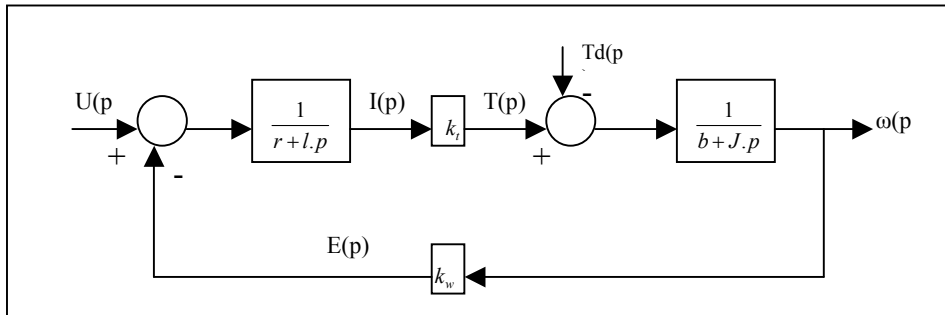 Td(p
-
U(p
1
r+l.p
I(p)
k_t
T(p)
1
b+J.p
ω(p
+
-
+
E(p)
k_w